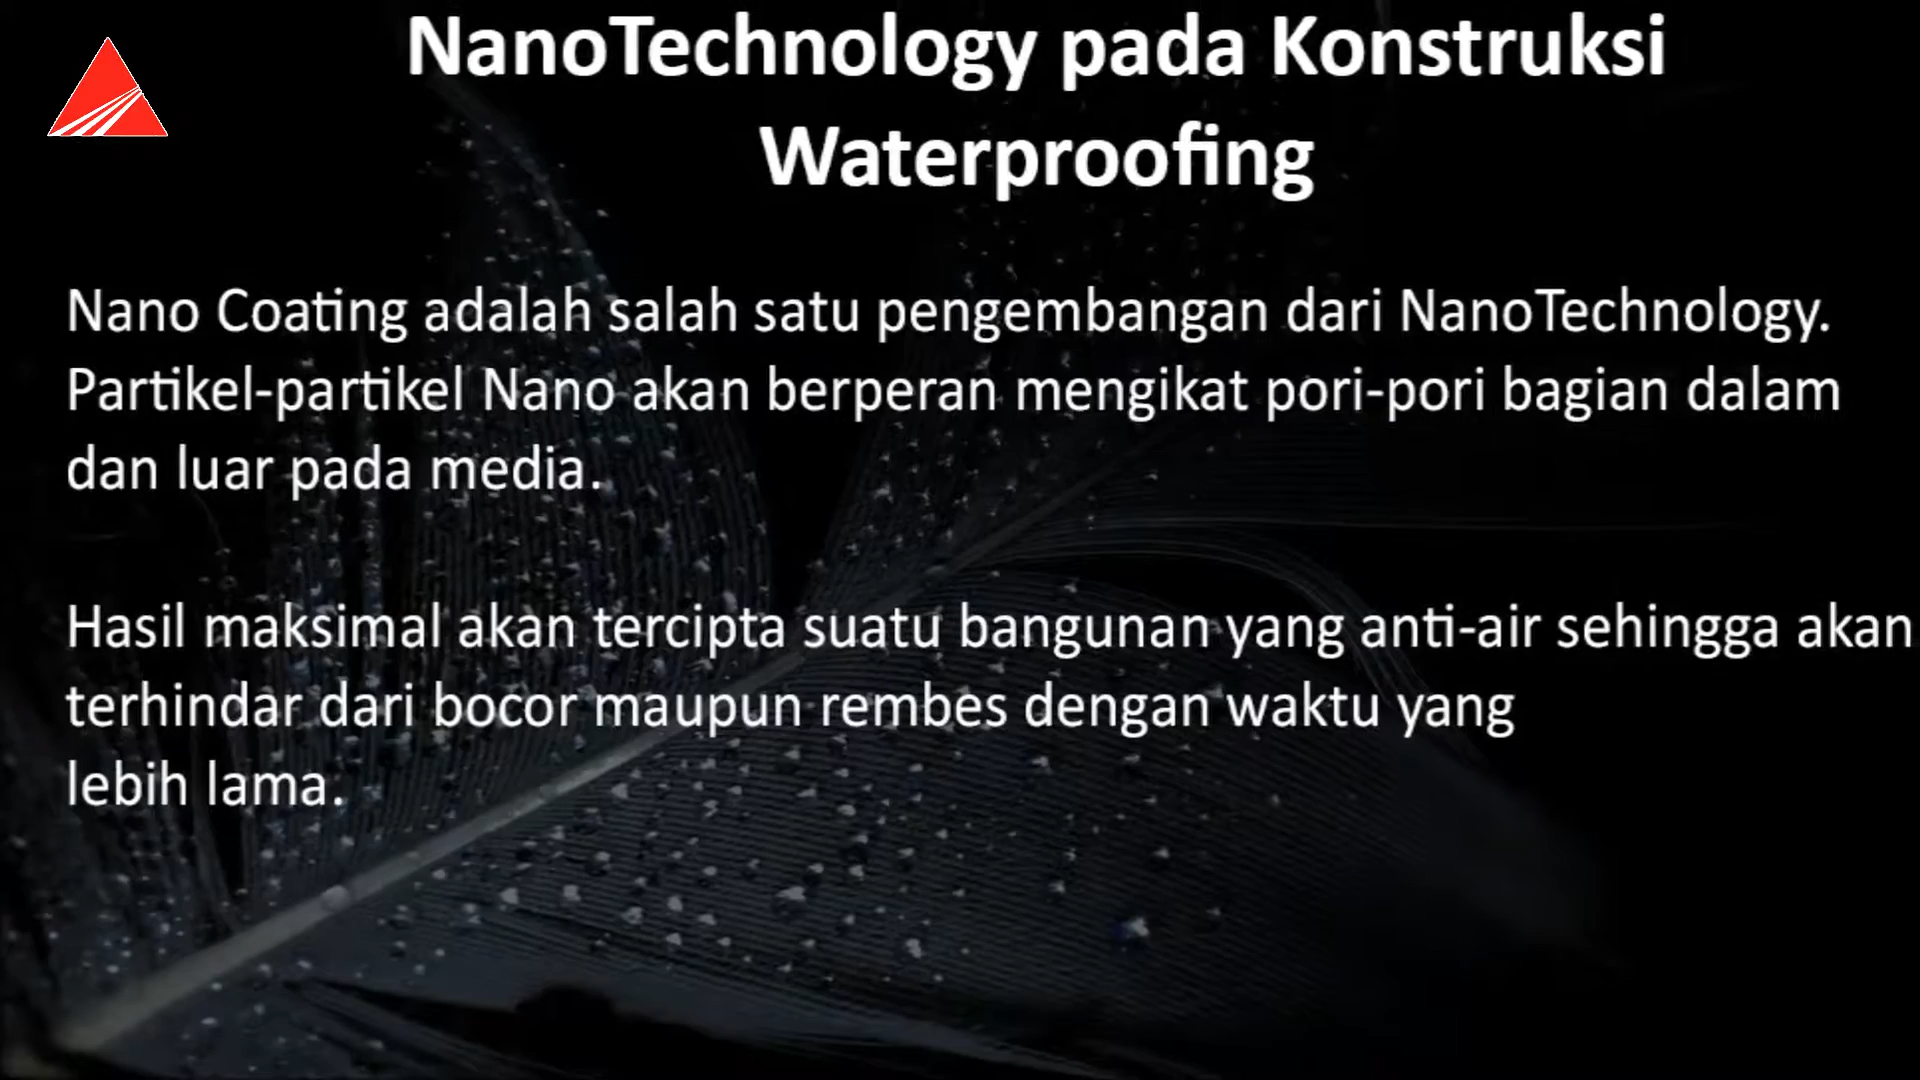 NanoTechnology pada Konstruksi
Waterproofing
Nano Coating adalah salah satu pengembangan dari NanoTechnology.
Partikel-partikel Nano akan berperan mengikat pori-pori bagian dalam
dan luar pada media.
Hasil maksimal akan tercipta suatu bangunan yang anti-air sehingga akan
terhindar dari bocor maupun rembes dengan waktu yang
lebih lama.